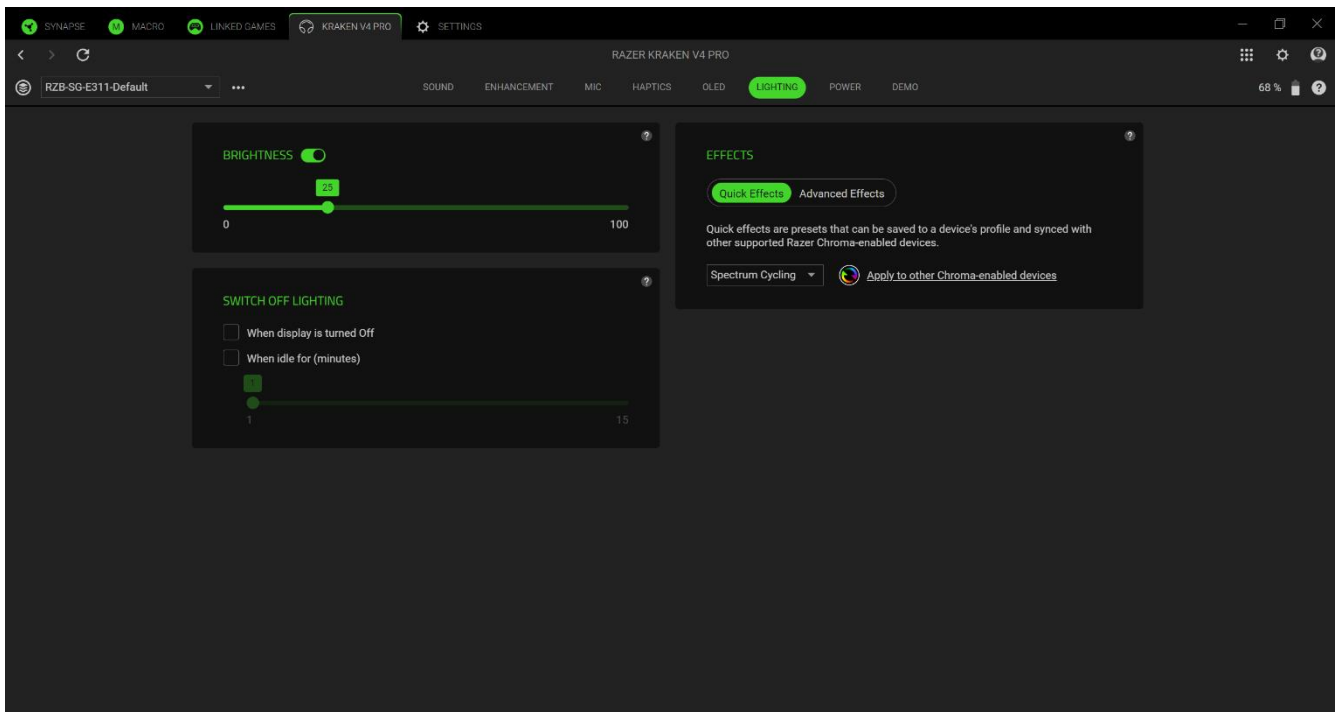 SYNAPSE MACRO LINKED GAMES KRAKEN V4 PRO SETTINGS
RAZER KRAKEN V4 PRO
RZB-SG-E311-Default SOUND ENHANCEMENT MIC HAPTICS OLED LIGHTING POWER DEMO 68 %
BRIGHTNESS
25
0 100
SWITCH OFF LIGHTING
When display is turned Off
When idle for (minutes)
1
1 15
EFFECTS
Quick Effects Advanced Effects
Quick effects are presets that can be saved to a device's profile and synced with
other supported Razer Chroma-enabled devices.
Spectrum Cycling Apply to other Chroma-enabled devices